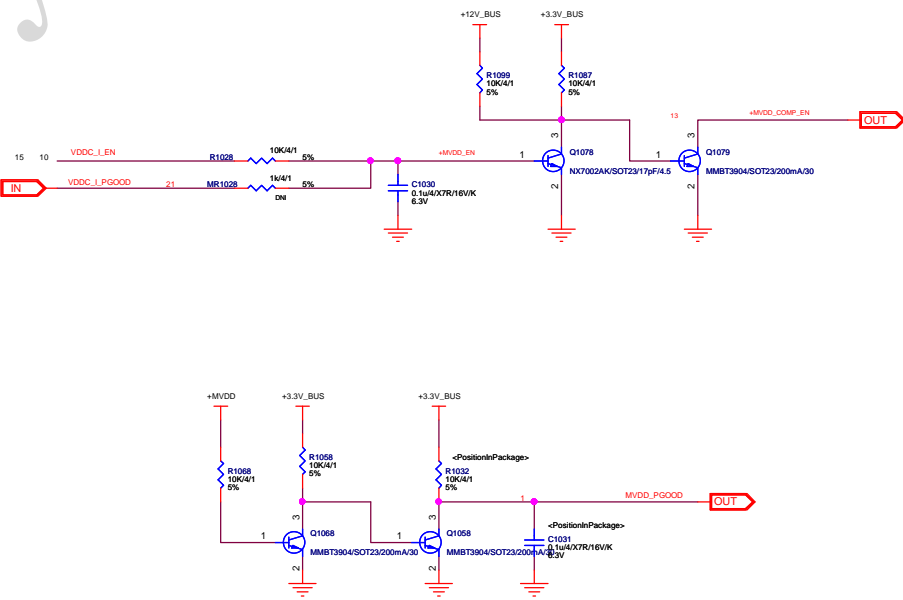 +12V_BUS
+3.3V_BUS
R1099
10K/4/1
5%
R1087
10K/4/1
5%
13
+MVDD_COMP_EN
OUT
3
3
15 10 VDDC_I_EN
R1028
10K/4/1
5%
+MVDD_EN
1
Q1078
NX7002AK/SOT23/17pF/4.5
1
Q1079
MMBT3904/SOT23/200mA/30
IN
VDDC_I_PGOOD
21
MR1028
1k/4/1
5%
DNI
C1030
0.1u/4/X7R/16V/K
6.3V
2
2
+MVDD
+3.3V_BUS
+3.3V_BUS
R1068
10K/4/1
5%
R1058
10K/4/1
5%
<PositionInPackage>
R1032
10K/4/1
5%
1
MVDD_PGOOD
OUT
3
3
1
Q1068
MMBT3904/SOT23/200mA/30
1
Q1058
MMBT3904/SOT23/200mA/30
<PositionInPackage>
C1031
0.1u/4/X7R/16V/K
6.3V
2
2